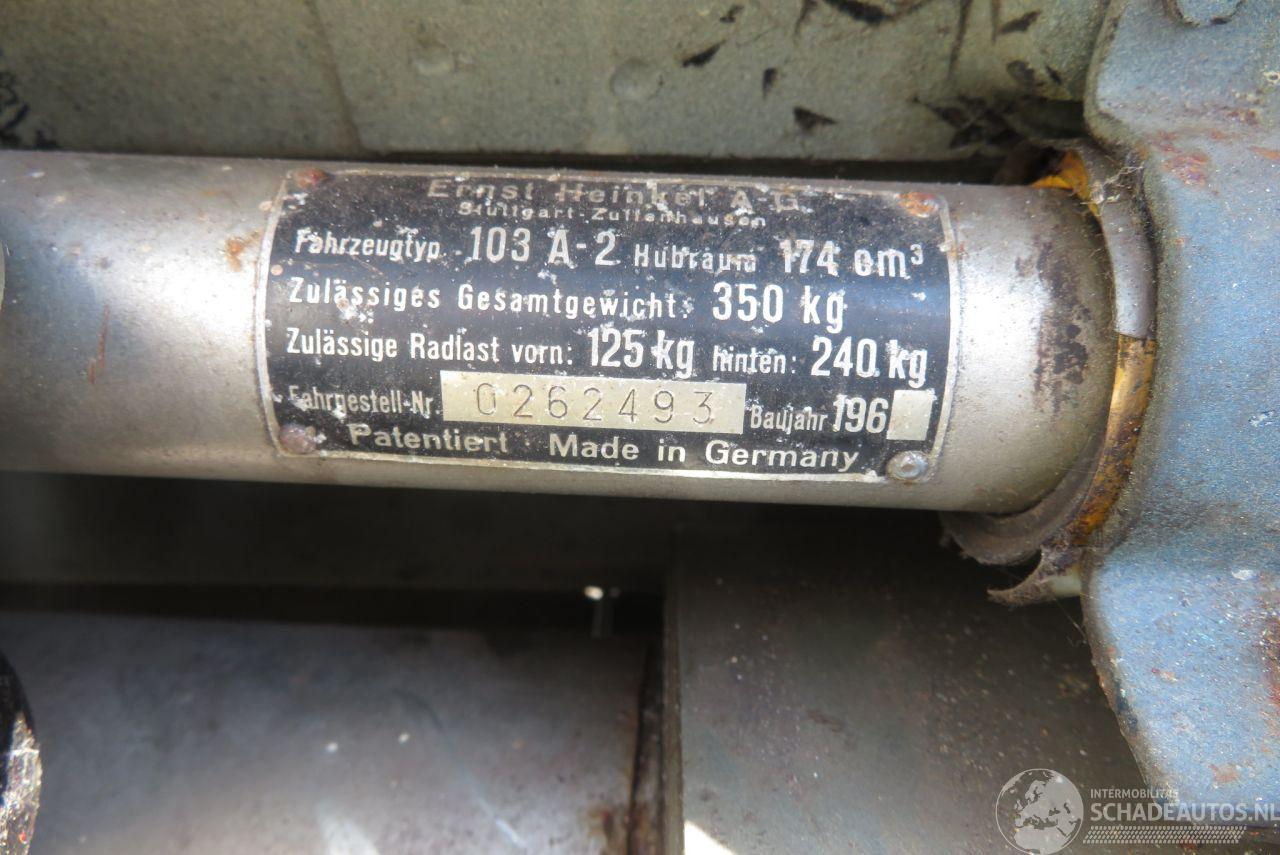 Ernst Heinkel A-G
Stuttgart-Zuffenhausen
Fahrzeugtyp 103 A-2 Hubraum 174 cm³
Zulässiges Gesamtgewicht: 350 kg
Zulässige Radlast vorn: 125 kg hinten: 240 kg
Fahrgestell-Nr. 0262493 Baujahr 196
Patentiert Made in Germany
INTERMOBILITAS
SCHADEAUTOS.NL